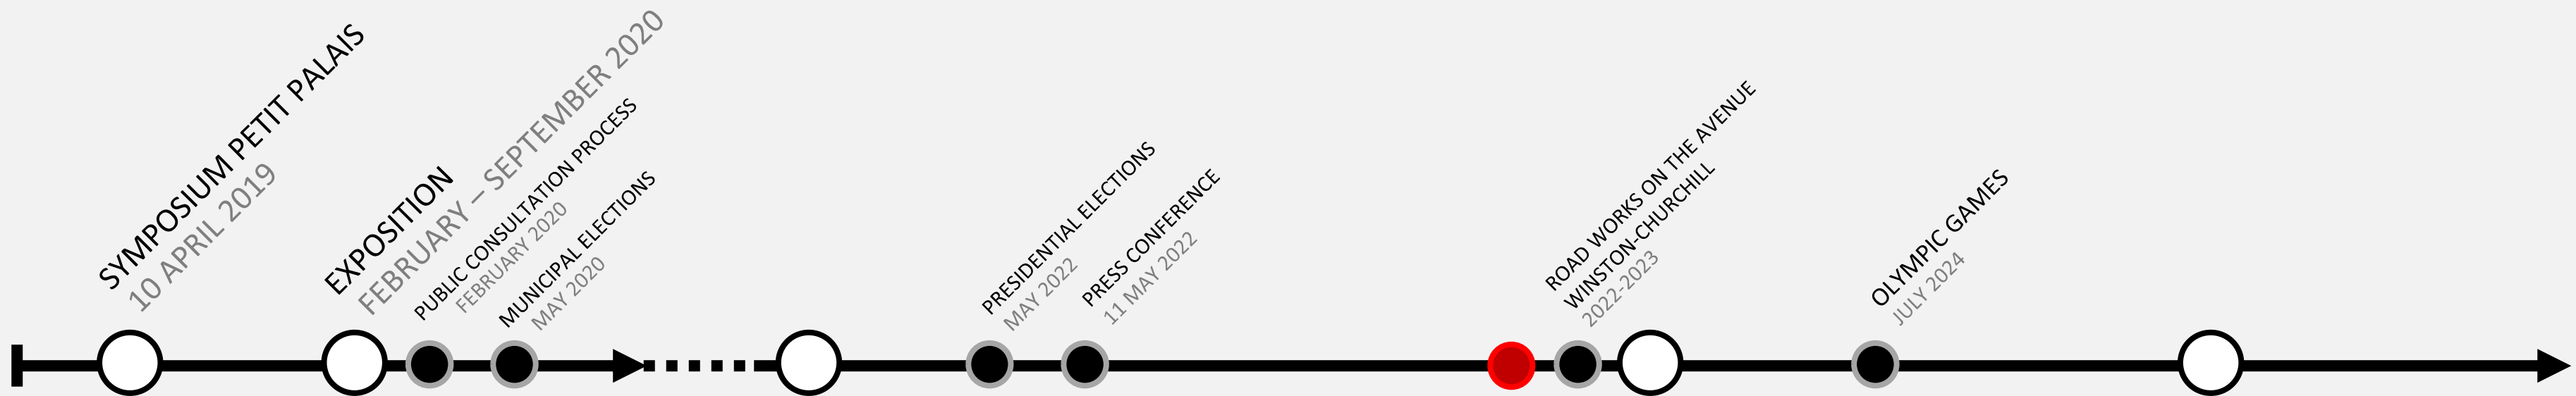 SYMPOSIUM PETIT PALAIS
10 APRIL 2019
EXPOSITION
FEBRUARY – SEPTEMBER 2020
PUBLIC CONSULTATION PROCESS
FEBRUARY 2020
MUNICIPAL ELECTIONS
MAY 2020
PRESIDENTIAL ELECTIONS
MAY 2022
PRESS CONFERENCE
11 MAY 2022
ROAD WORKS ON THE AVENUE
WINSTON-CHURCHILL
2022-2023
OLYMPIC GAMES
JULY 2024